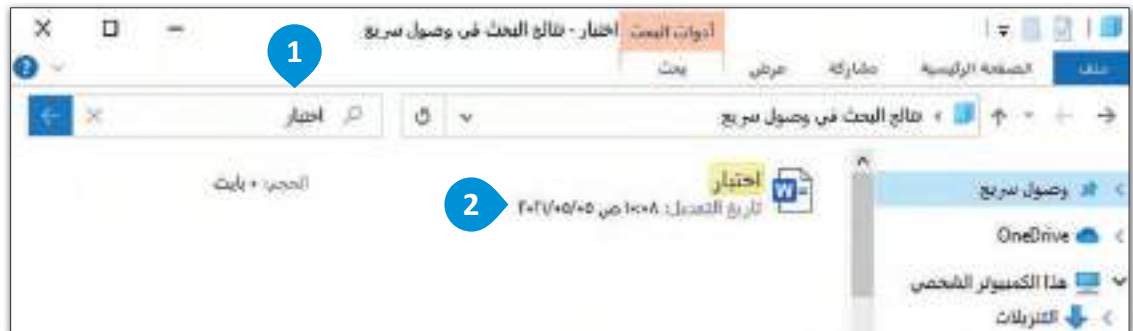 أدوات البحث اختبار - نتائج البحث في وصول سريع
1
ملف الصفحة الرئيسية مشاركة عرض بحث
نتائج البحث في وصول سريع
اختبار
وصول سريع
OneDrive
هذا الكمبيوتر الشخصي
التنزيلات
اختبار
الحجم: ٠ بايت
2
تاريخ التعديل: ١٠:٠٨ ص ٢٠٢١/٠٥/٠٥